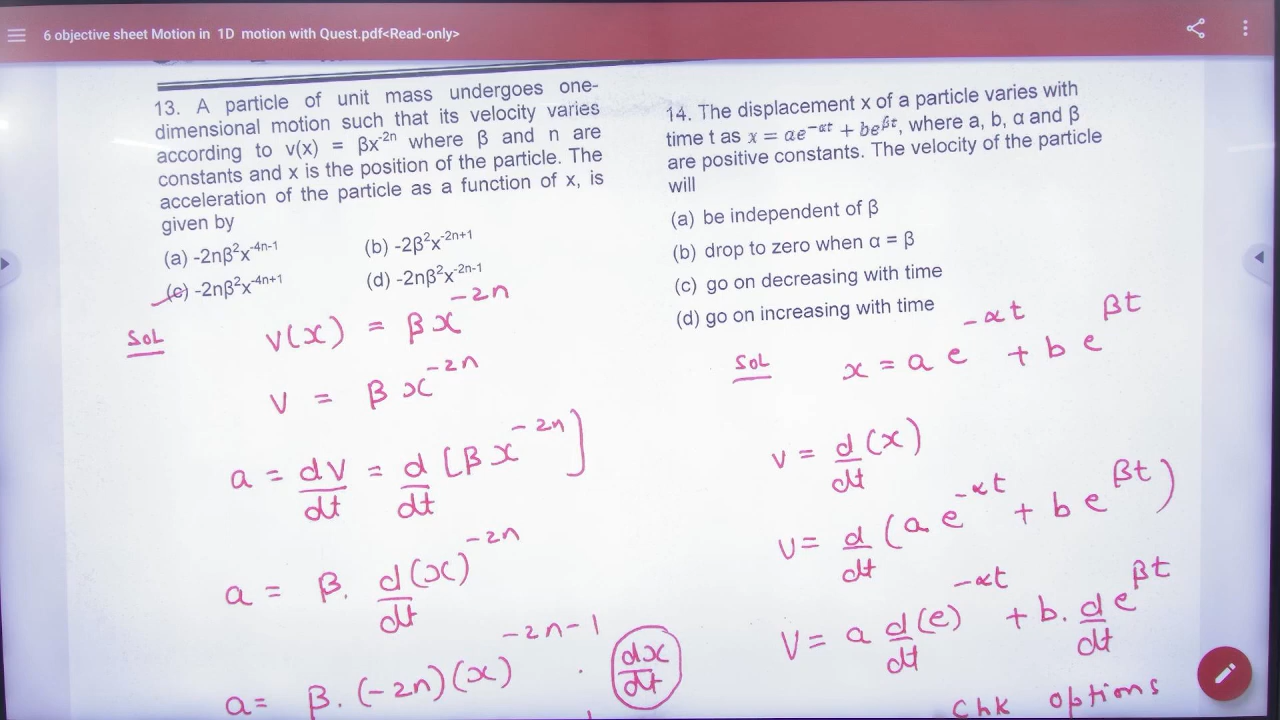 6 objective sheet Motion in 1D motion with Quest.pdf<Read-only>
13. A particle of unit mass undergoes one-
dimensional motion such that its velocity varies
according to v(x) = βx⁻²ⁿ where β and n are
constants and x is the position of the particle. The
acceleration of the particle as a function of x, is
given by
(a) -2nβ²x⁻⁴ⁿ⁻¹ (b) -2β²x⁻²ⁿ⁺¹
(c) -2nβ²x⁻⁴ⁿ⁺¹ (d) -2nβ²x⁻²ⁿ⁻¹
SOL
v(x) = βx⁻²ⁿ
V = βx⁻²ⁿ
a = dv/dt = d/dt [βx⁻²ⁿ]
a = β. d(x)⁻²ⁿ/dt
a = β. (-2n)(x)⁻²ⁿ⁻¹ . dx/dt
14. The displacement x of a particle varies with
time t as x = ae^-αt + be^βt, where a, b, α and β
are positive constants. The velocity of the particle
will
(a) be independent of β
(b) drop to zero when α = β
(c) go on decreasing with time
(d) go on increasing with time
SOL
x = a e^-αt + b e^βt
v = d/dt (x)
V = d/dt (a e^-αt + b e^βt)
V = a d/dt (e)^-αt + b. d/dt e^βt
Chk options